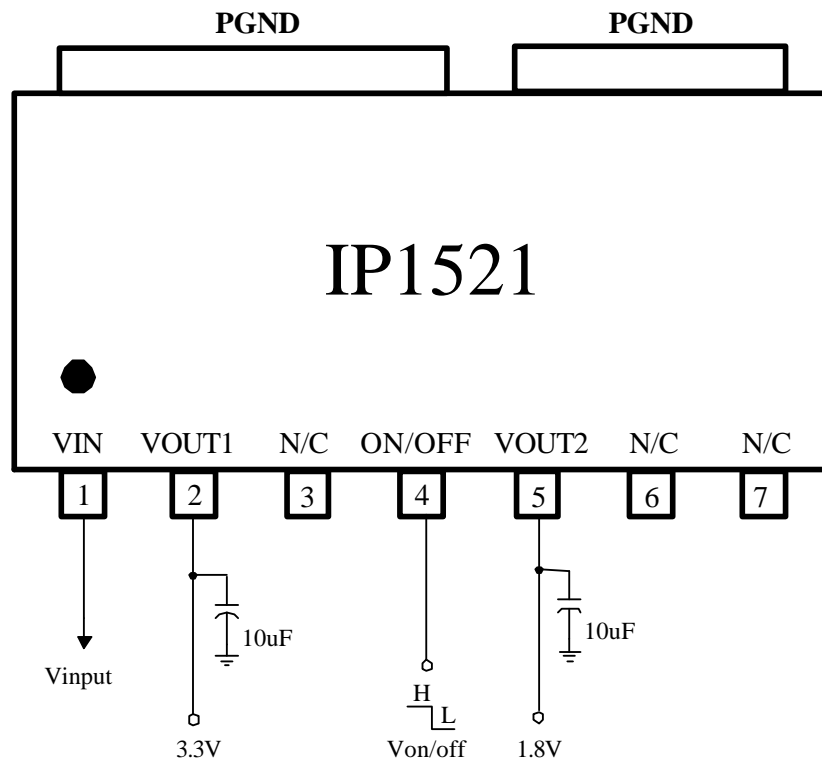 PGND PGND
IP1521
VIN VOUT1 N/C ON/OFF VOUT2 N/C N/C
1 2 3 4 5 6 7
10uF 10uF
Vinput
H
L
3.3V Von/off 1.8V